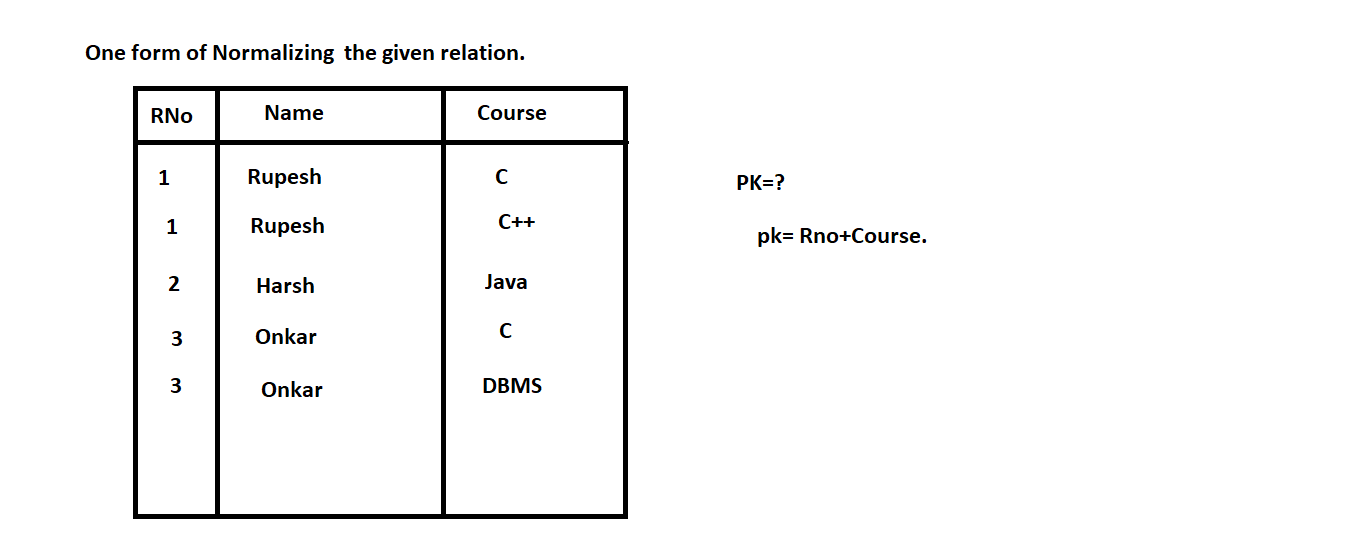 One form of Normalizing the given relation.
RNo Name Course
1 Rupesh C
1 Rupesh C++
2 Harsh Java
3 Onkar C
3 Onkar DBMS
PK=?
pk= Rno+Course.